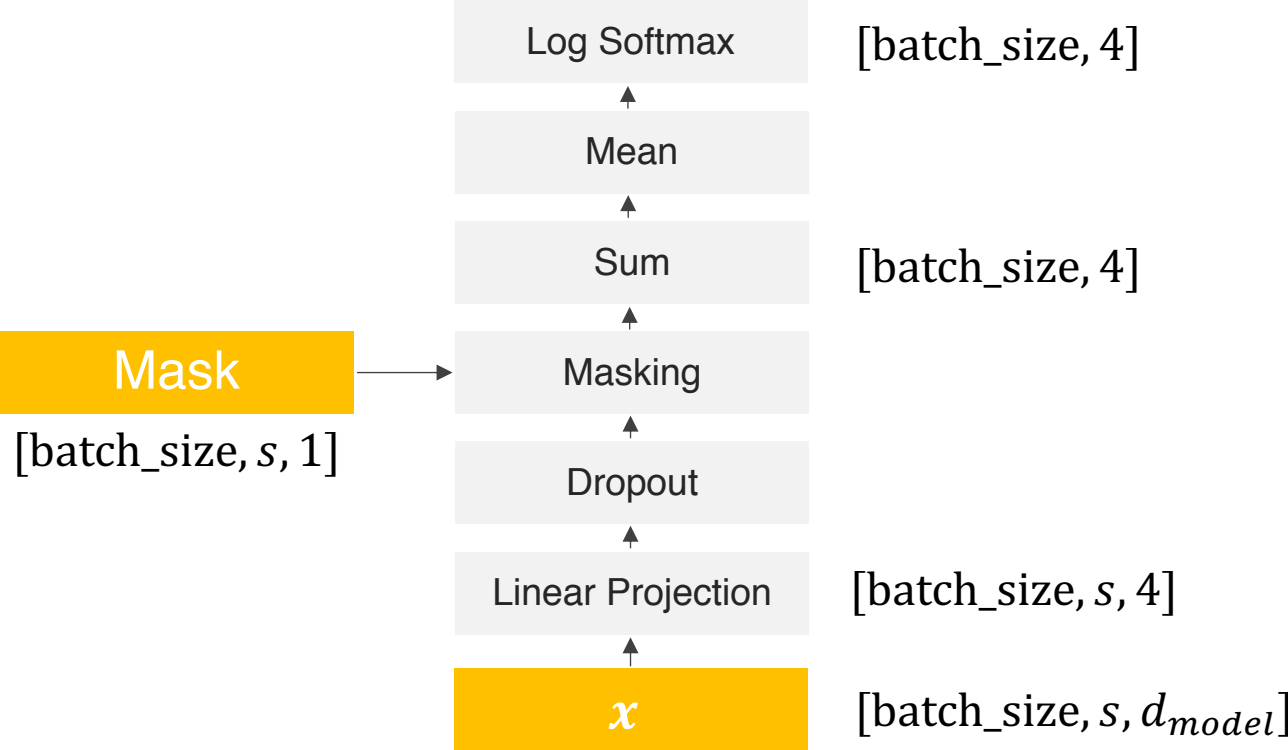 Log Softmax [batch_size, 4]
Mean
Sum [batch_size, 4]
Mask Masking
[batch_size, s, 1]
Dropout
Linear Projection [batch_size, s, 4]
x [batch_size, s, d_model]